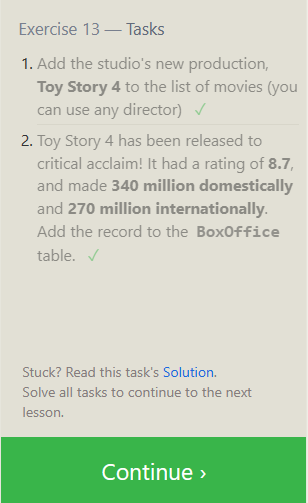 Exercise 13 — Tasks
1. Add the studio's new production,
Toy Story 4 to the list of movies (you
can use any director) ✓
2. Toy Story 4 has been released to
critical acclaim! It had a rating of 8.7,
and made 340 million domestically
and 270 million internationally.
Add the record to the BoxOffice
table. ✓
Stuck? Read this task's Solution.
Solve all tasks to continue to the next
lesson.
Continue ›